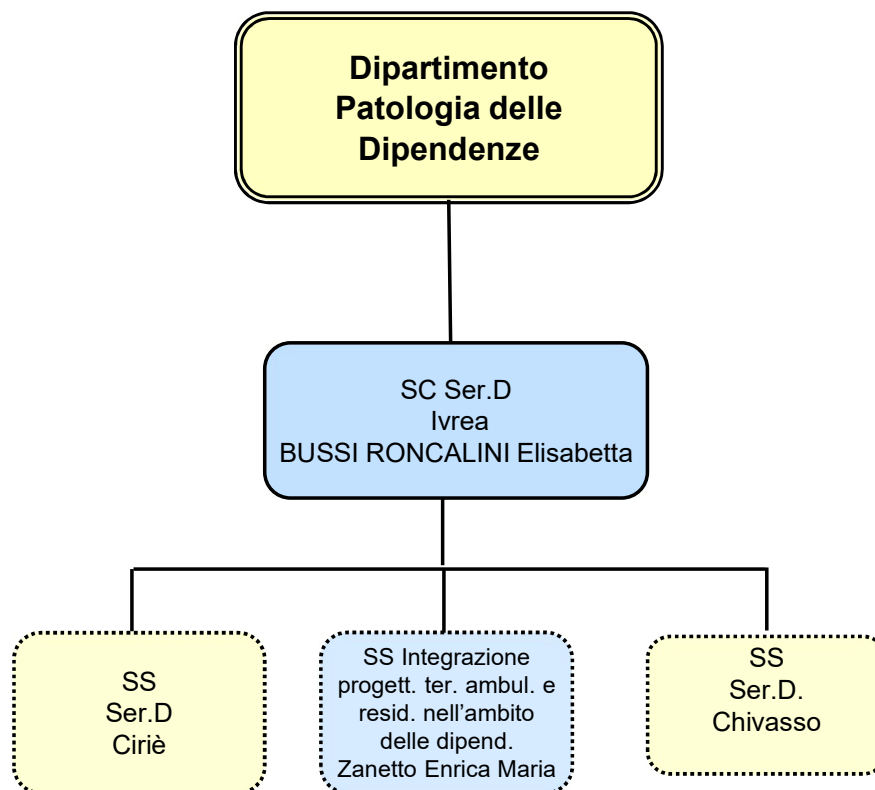 Dipartimento
Patologia delle
Dipendenze
SC Ser.D
Ivrea
BUSSI RONCALINI Elisabetta
SS
Ser.D
Ciriè
SS Integrazione
progett. ter. ambul. e
resid. nell’ambito
delle dipend.
Zanetto Enrica Maria
SS
Ser.D.
Chivasso